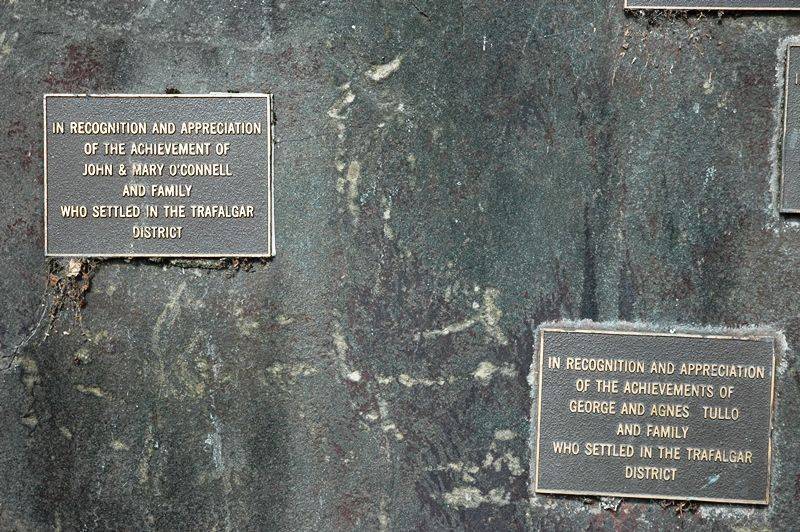 IN RECOGNITION AND APPRECIATION
OF THE ACHIEVEMENT OF
JOHN & MARY O'CONNELL
AND FAMILY
WHO SETTLED IN THE TRAFALGAR
DISTRICT
IN RECOGNITION AND APPRECIATION
OF THE ACHIEVEMENTS OF
GEORGE AND AGNES TULLO
AND FAMILY
WHO SETTLED IN THE TRAFALGAR
DISTRICT